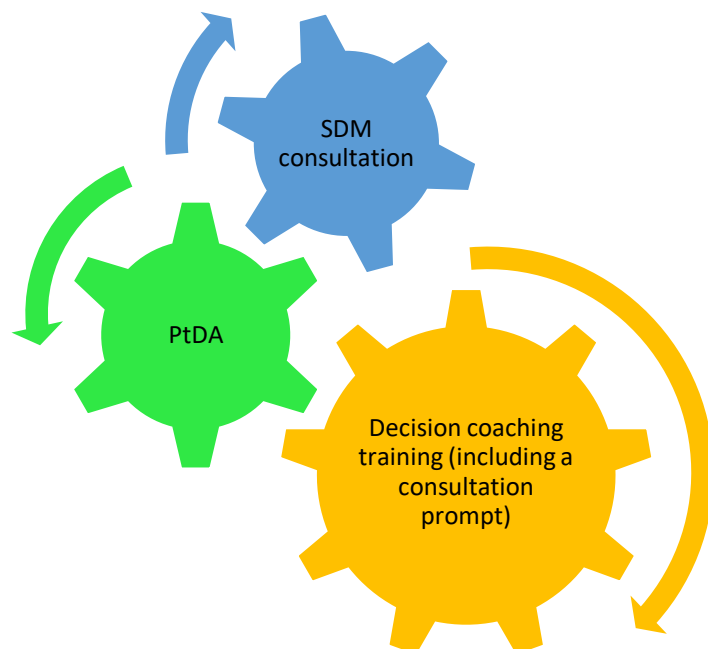 SDM
consultation
PtDA
Decision coaching
training (including a
consultation
prompt)